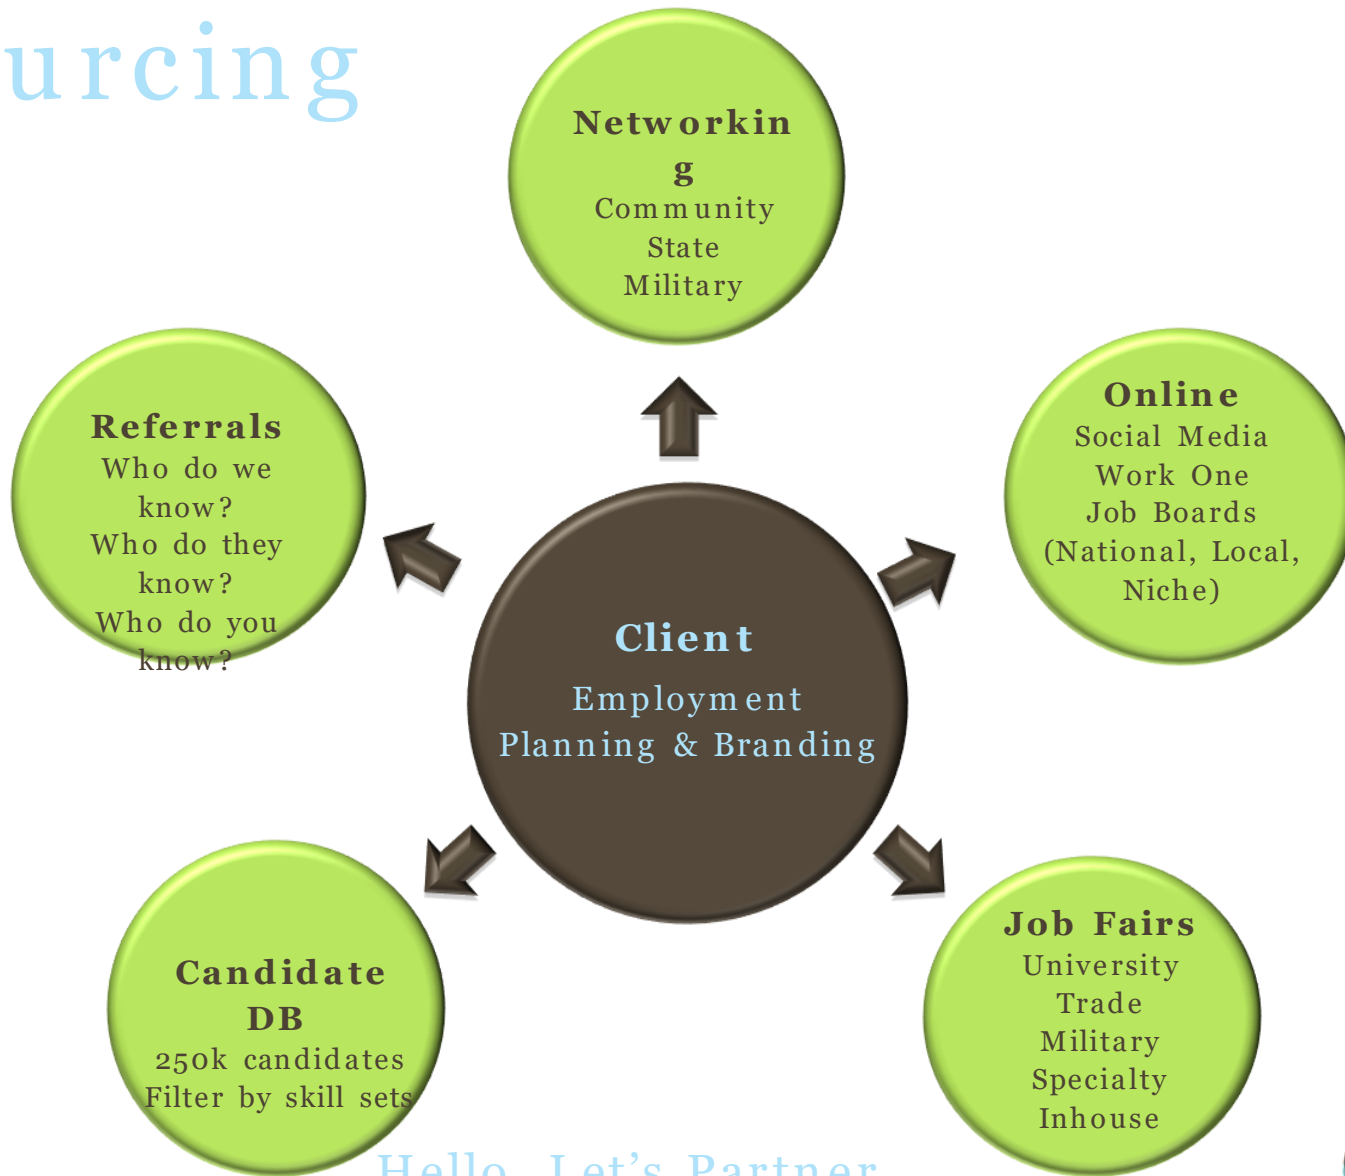 urcing
Networkin
g
Community
State
Military
Referrals
Who do we
know?
Who do they
know?
Who do you
know?
Online
Social Media
Work One
Job Boards
(National, Local,
Niche)
Client
Employment
Planning & Branding
Candidate
DB
250k candidates
Filter by skill sets
Job Fairs
University
Trade
Military
Specialty
Inhouse
Hello. Let's Partner